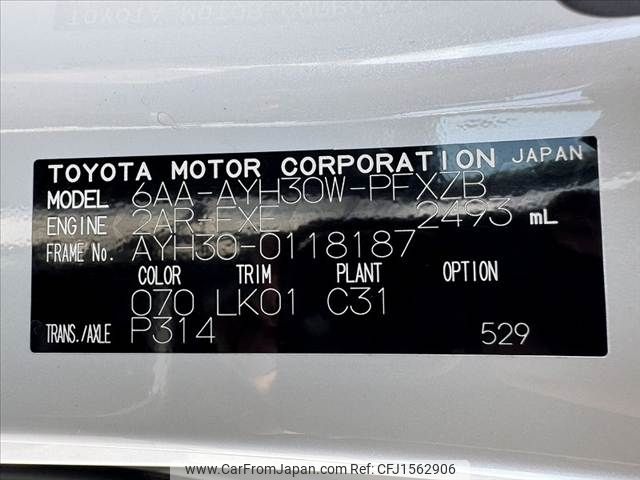 TOYOTA MOTOR CORPORATION JAPAN
MODEL 6AA-AYH30W-PFXZB
ENGINE 2AR-FXE 2493 mL
FRAME No. AYH30-0118187
COLOR TRIM PLANT OPTION
070 LK01 C31
TRANS./AXLE P314 529
www.CarFromJapan.com - CFJ1562906